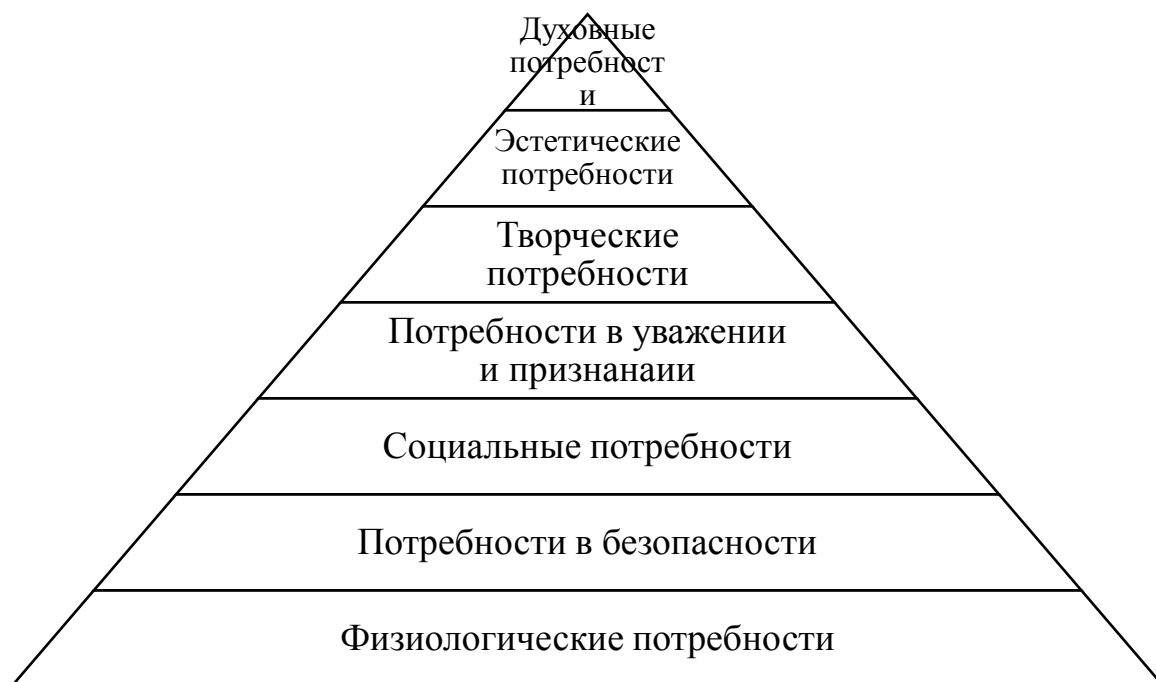 Духовные
потребност
и
Эстетические
потребности
Творческие
потребности
Потребности в уважении
и признанаии
Социальные потребности
Потребности в безопасности
Физиологические потребности